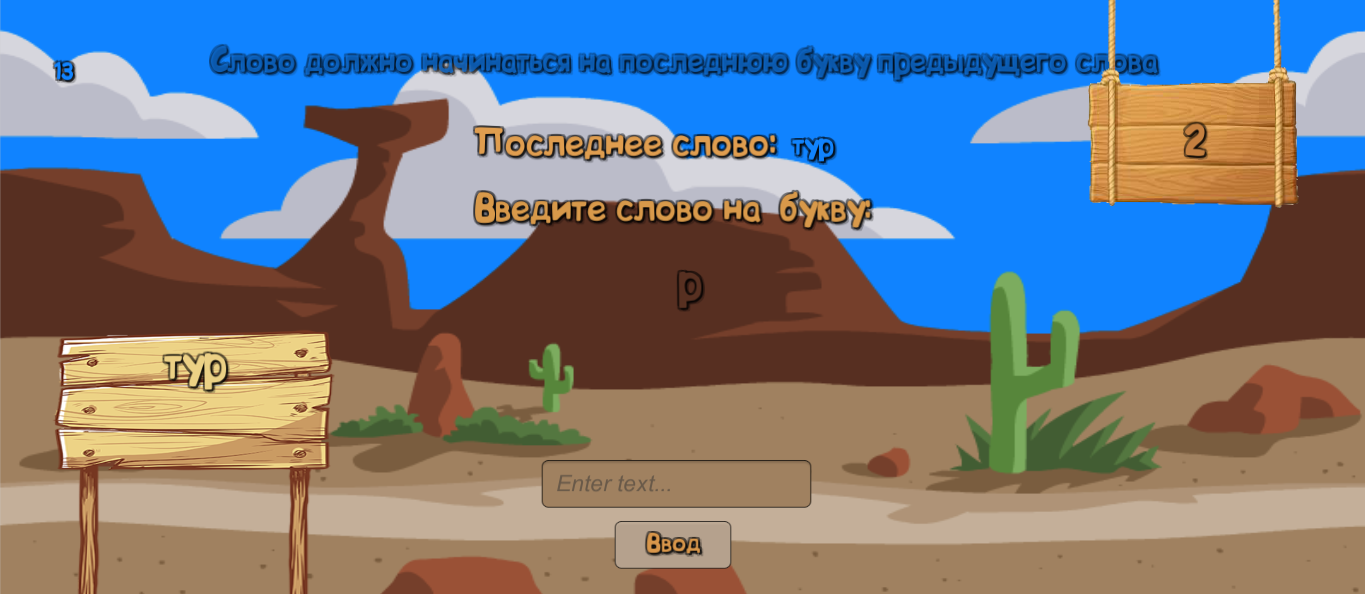 Слово должно начинаться на последнюю букву предыдущего слова
13
2
Последнее слово: тур
Введите слово на букву:
р
тур
Enter text...
Ввод